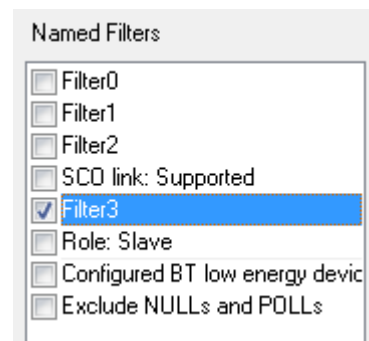 Named Filters
Filter0
Filter1
Filter2
SCO link: Supported
Filter3
Role: Slave
Configured BT low energy devic
Exclude NULLs and POLLs